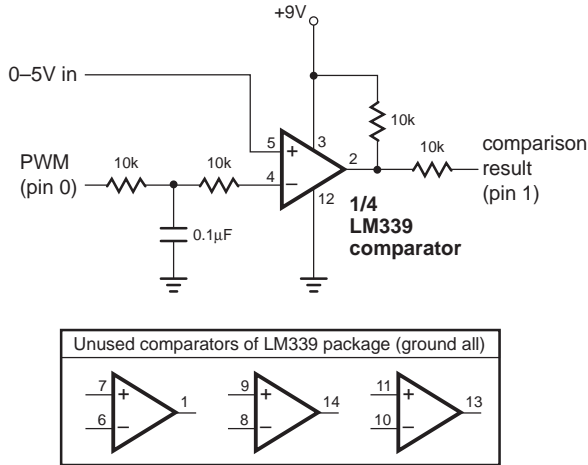 +9V
0–5V in
5
3
10k
PWM
(pin 0)
10k
10k
4
2
10k
comparison
result
(pin 1)
12
0.1µF
1/4
LM339
comparator
Unused comparators of LM339 package (ground all)
7
1
6
9
14
8
11
13
10